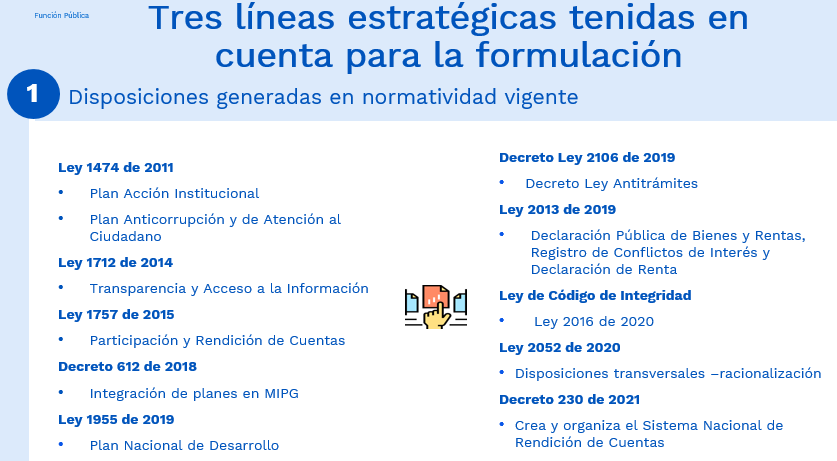 Función Pública
Tres líneas estratégicas tenidas en
cuenta para la formulación
1
Disposiciones generadas en normatividad vigente
Ley 1474 de 2011
• Plan Acción Institucional
• Plan Anticorrupción y de Atención al
Ciudadano
Ley 1712 de 2014
• Transparencia y Acceso a la Información
Ley 1757 de 2015
• Participación y Rendición de Cuentas
Decreto 612 de 2018
• Integración de planes en MIPG
Ley 1955 de 2019
• Plan Nacional de Desarrollo
Decreto Ley 2106 de 2019
• Decreto Ley Antitrámites
Ley 2013 de 2019
• Declaración Pública de Bienes y Rentas,
Registro de Conflictos de Interés y
Declaración de Renta
Ley de Código de Integridad
• Ley 2016 de 2020
Ley 2052 de 2020
• Disposiciones transversales –racionalización
Decreto 230 de 2021
• Crea y organiza el Sistema Nacional de
Rendición de Cuentas